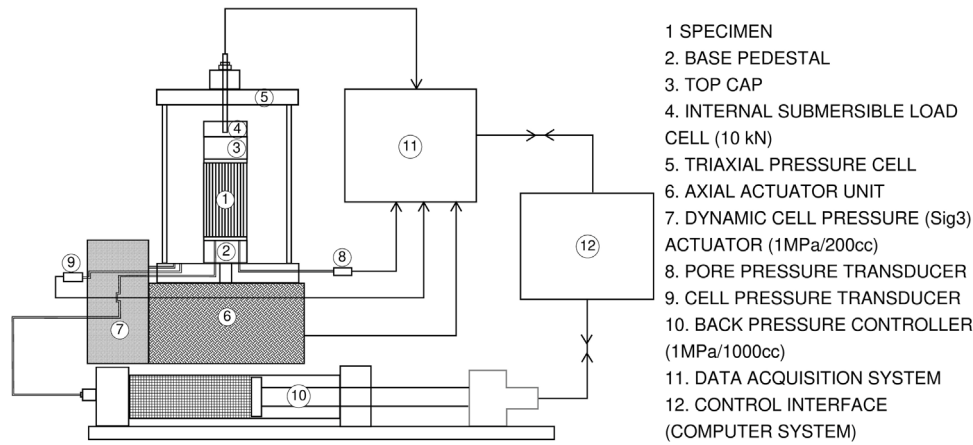 1 SPECIMEN
2. BASE PEDESTAL
3. TOP CAP
4. INTERNAL SUBMERSIBLE LOAD
CELL (10 kN)
5. TRIAXIAL PRESSURE CELL
6. AXIAL ACTUATOR UNIT
7. DYNAMIC CELL PRESSURE (Sig3)
ACTUATOR (1MPa/200cc)
8. PORE PRESSURE TRANSDUCER
9. CELL PRESSURE TRANSDUCER
10. BACK PRESSURE CONTROLLER
(1MPa/1000cc)
11. DATA ACQUISITION SYSTEM
12. CONTROL INTERFACE
(COMPUTER SYSTEM)
5
4
3
11
1
12
2
8
9
7
6
10